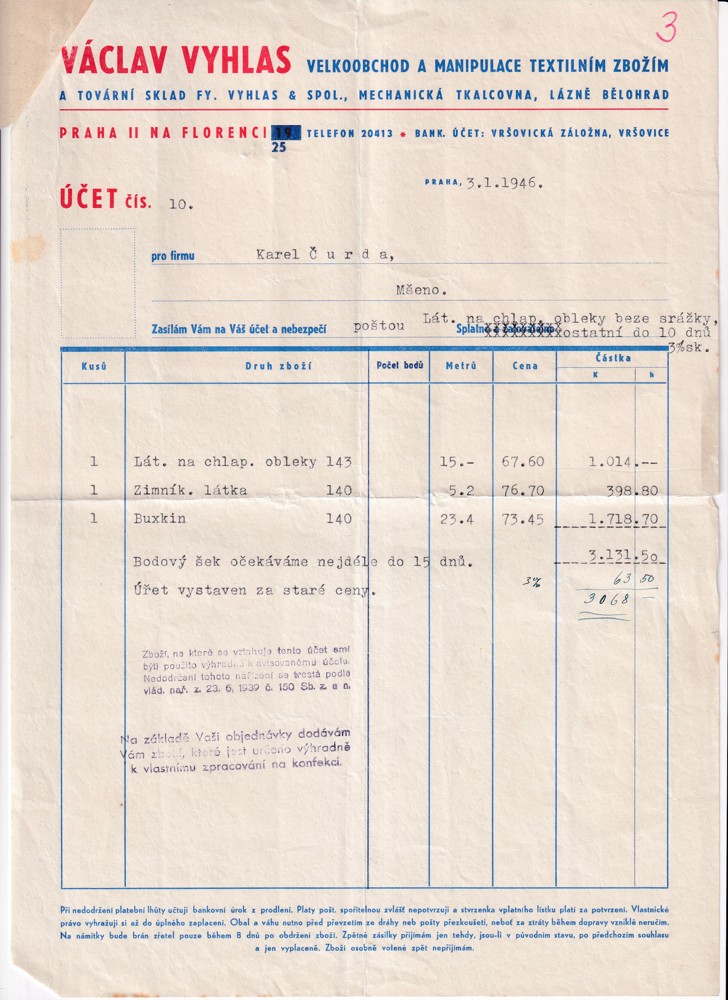 3
VÁCLAV VYHLAS VELKOOBCHOD A MANIPULACE TEXTILNÍM ZBOŽÍM
A TOVÁRNÍ SKLAD FY. VYHLAS & SPOL., MECHANICKÁ TKALCOVNA, LÁZNĚ BĚLOHRAD
PRAHA II NA FLORENCI 19. TELEFON 20413 * BANK. ÚČET: VRŠOVICKÁ ZÁLOŽNA, VRŠOVICE
25
PRAHA, 3.1.1946.
ÚČET čís. 10.
pro firmu Karel Čurda,
Mšeno.
Lát. na chlap. obleky beze srážky,
Zasílám Vám na Váš účet a nebezpečí poštou Splatno ostatní do 10 dnů
3%sk.
Kusů Druh zboží Počet bodů Metrů Cena Částka
K h
1 Lát. na chlap. obleky 143 15.- 67.60 1.014.--
1 Zimník. látka 140 5.2 76.70 398.80
1 Buxkin 140 23.4 73.45 1.718.70
3.131.50
Bodový šek očekáváme nejdéle do 15 dnů.
3% 63 50
Úřet vystaven za staré ceny.
3068 —
Zboží, na které se vztahuje tento účet smí
býti použito výhradně k avisovanému účelu.
Nedodržení tohoto nařízení se trestá podle
vlád. nař. z. 23. 6. 1939 č. 150 Sb. z. a n.
Na základě Vaší objednávky dodávám
Vám zboží, které jest určeno výhradně
k vlastnímu zpracování na konfekci.
Při nedodržení platební lhůty účtuji bankovní úrok z prodlení. Platy pošt. spořitelnou zvlášť nepotvrzuji a stvrzenka vplatního lístku platí za potvrzení. Vlastnické
právo vyhražuji si až do úplného zaplacení. Obal a váhu nutno před převzetím ze dráhy neb pošty přezkoušeti, neboť za ztráty během dopravy vzniklé neručím.
Na námitky bude brán zřetel pouze během 8 dnů po obdržení zboží. Zpětné zásilky přijímám jen tehdy, jsou-li v původním stavu, po předchozím souhlasu
a jen vyplaceně. Zboží osobně volené zpět nepřijímám.